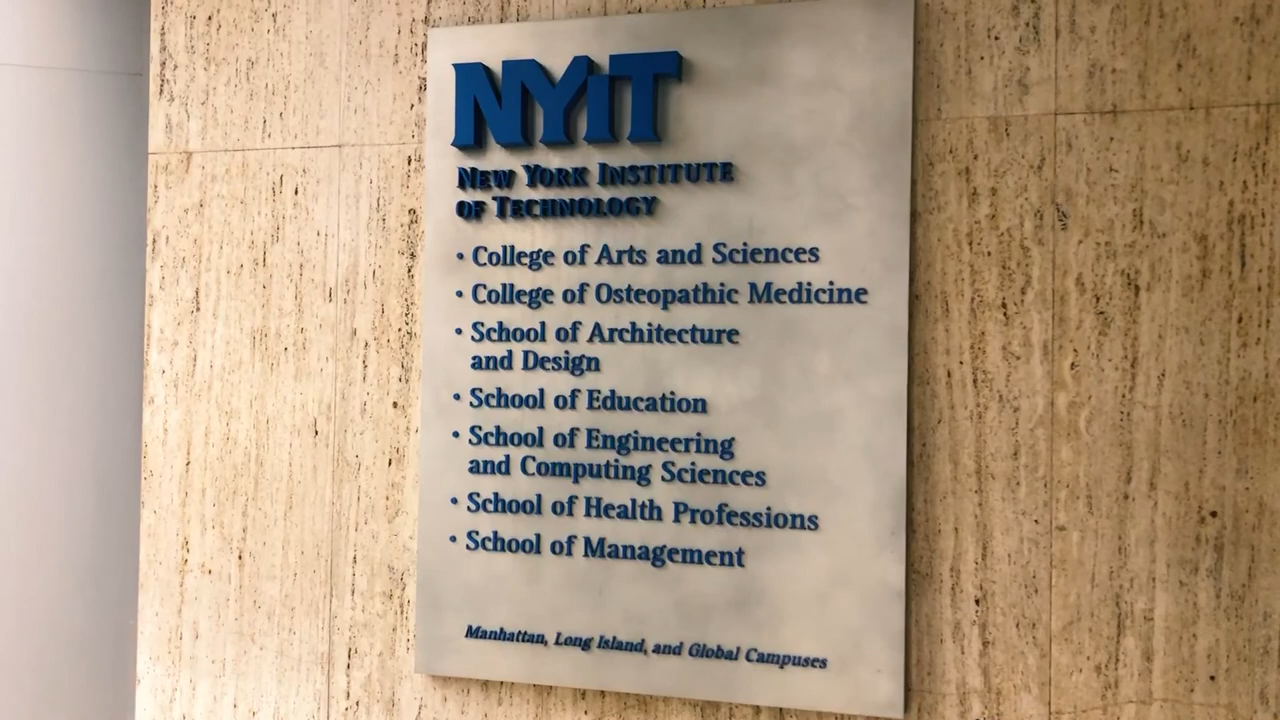 NYIT
New York Institute
of Technology
• College of Arts and Sciences
• College of Osteopathic Medicine
• School of Architecture
and Design
• School of Education
• School of Engineering
and Computing Sciences
• School of Health Professions
• School of Management
Manhattan, Long Island, and Global Campuses